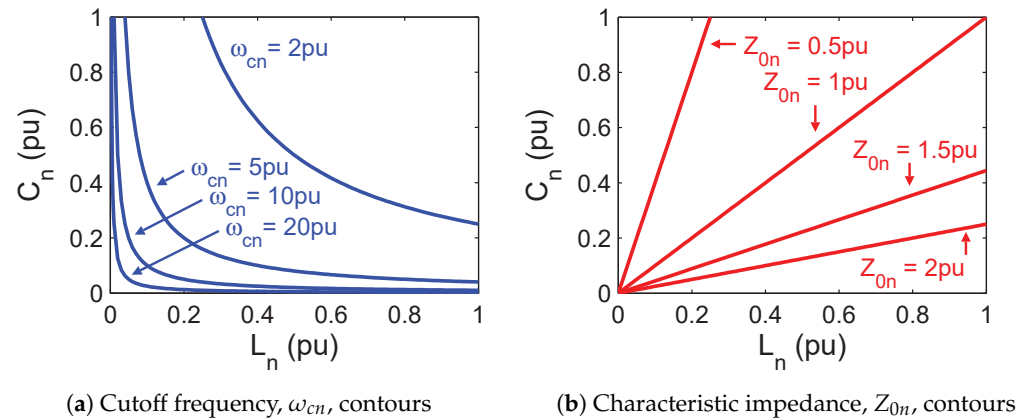 1
0.8
0.6
0.4
0.2
0
0 0.2 0.4 0.6 0.8 1
C_n (pu)
L_n (pu)
ω_cn = 2pu
ω_cn = 5pu
ω_cn = 10pu
ω_cn = 20pu
(a) Cutoff frequency, ω_cn, contours
1
0.8
0.6
0.4
0.2
0
0 0.2 0.4 0.6 0.8 1
C_n (pu)
L_n (pu)
Z_0n = 0.5pu
Z_0n = 1pu
Z_0n = 1.5pu
Z_0n = 2pu
(b) Characteristic impedance, Z_0n, contours